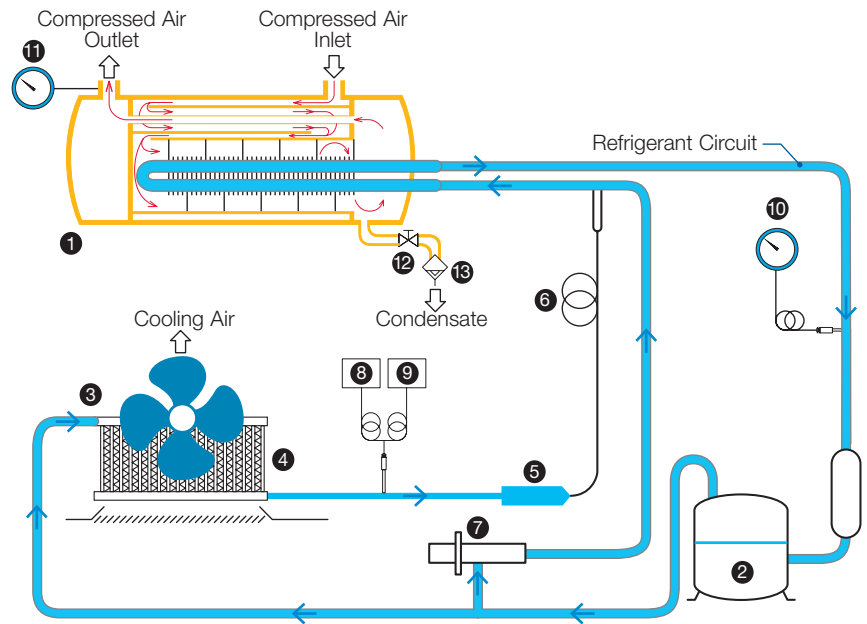 Compressed Air
Outlet
Compressed Air
Inlet
11
Refrigerant Circuit
10
1
12
13
6
Condensate
Cooling Air
8
9
3
4
5
7
2